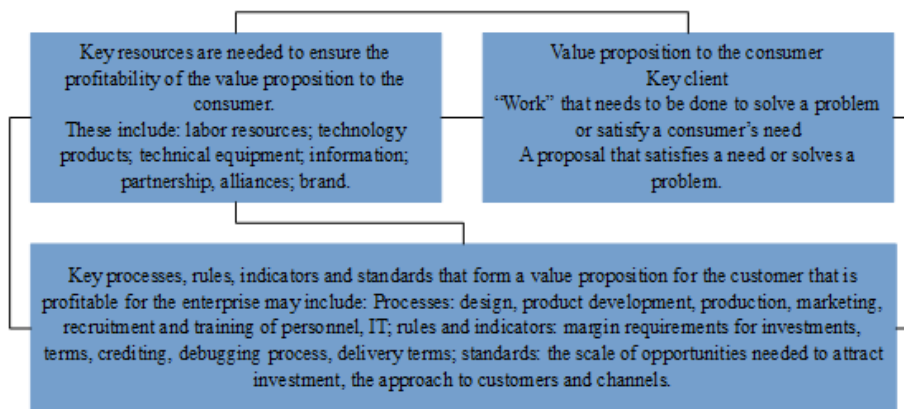 Key resources are needed to ensure the
profitability of the value proposition to the
consumer.
These include: labor resources; technology
products; technical equipment; information;
partnership, alliances; brand.
Value proposition to the consumer
Key client
“Work” that needs to be done to solve a problem
or satisfy a consumer’s need
A proposal that satisfies a need or solves a
problem.
Key processes, rules, indicators and standards that form a value proposition for the customer that is
profitable for the enterprise may include: Processes: design, product development, production, marketing,
recruitment and training of personnel, IT; rules and indicators: margin requirements for investments,
terms, crediting, debugging process, delivery terms; standards: the scale of opportunities needed to attract
investment, the approach to customers and channels.